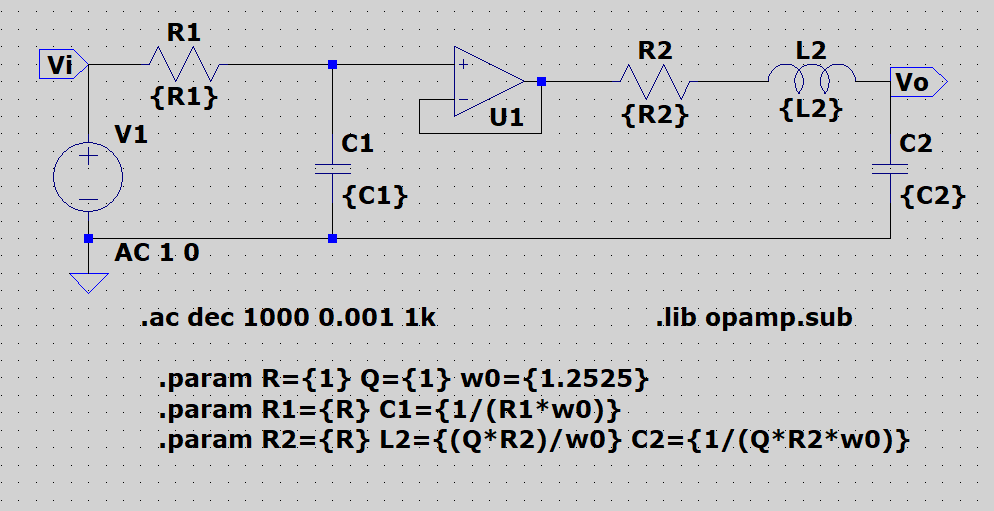 R1
R2
L2
Vi
+
Vo
{R1}
−
U1
{R2}
{L2}
V1
C1
C2
+
−
{C1}
{C2}
AC 1 0
.ac dec 1000 0.001 1k
.lib opamp.sub
.param R={1} Q={1} w0={1.2525}
.param R1={R} C1={1/(R1*w0)}
.param R2={R} L2={(Q*R2)/w0} C2={1/(Q*R2*w0)}